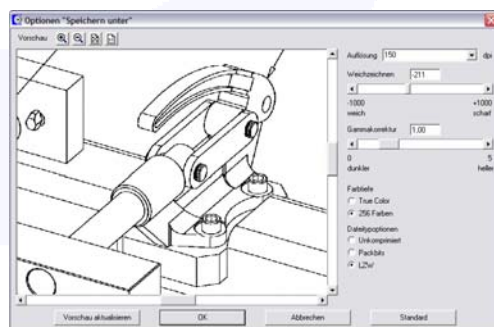 Optionen "Speichern unter"
Vorschau
Auflösung 150 dpi
Weichzeichnen -211
-1000 +1000
weich scharf
Gammakorrektur 1,00
0 5
dunkler heller
Farbtiefe
True Color
256 Farben
Dateitypoptionen
Unkomprimiert
Packbits
LZW
Vorschau aktualisieren OK Abbrechen Standard